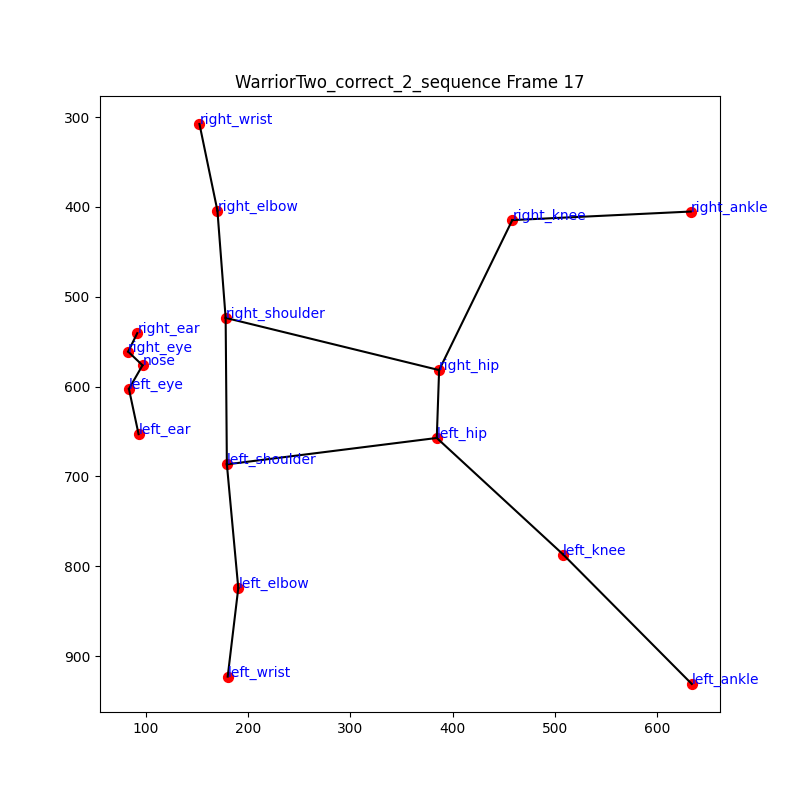 WarriorTwo_correct_2_sequence Frame 17
300
right_wrist
400
right_elbow
right_knee
right_ankle
500
right_shoulder
right_ear
right_eye
nose
right_hip
600
left_eye
left_ear
left_hip
left_shoulder
700
left_knee
800
left_elbow
900
left_wrist
left_ankle
100 200 300 400 500 600